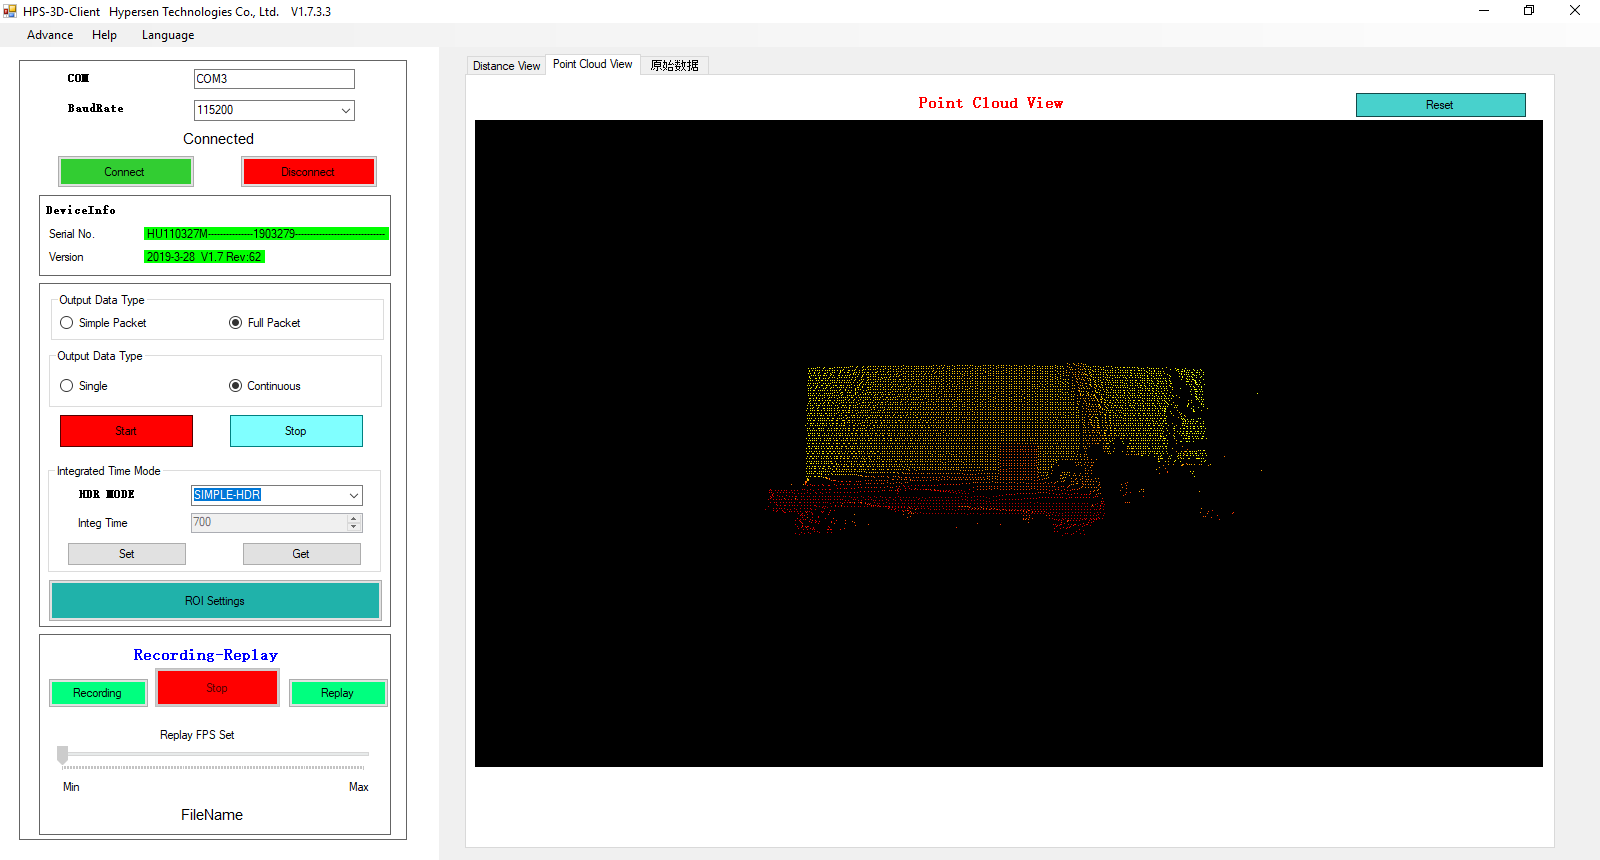 HPS-3D-Client Hypersen Technologies Co., Ltd. V1.7.3.3
Advance Help Language
COM COM3
BaudRate 115200
Connected
Connect Disconnect
DeviceInfo
Serial No. HU110327M---------------1903279------------------------------
Version 2019-3-28 V1.7 Rev:62
Output Data Type
Simple Packet Full Packet
Output Data Type
Single Continuous
Start Stop
Integrated Time Mode
HDR MODE SIMPLE-HDR
Integ Time 700
Set Get
ROI Settings
Recording-Replay
Recording Stop Replay
Replay FPS Set
Min Max
FileName
Distance View Point Cloud View 原始数据
Point Cloud View
Reset